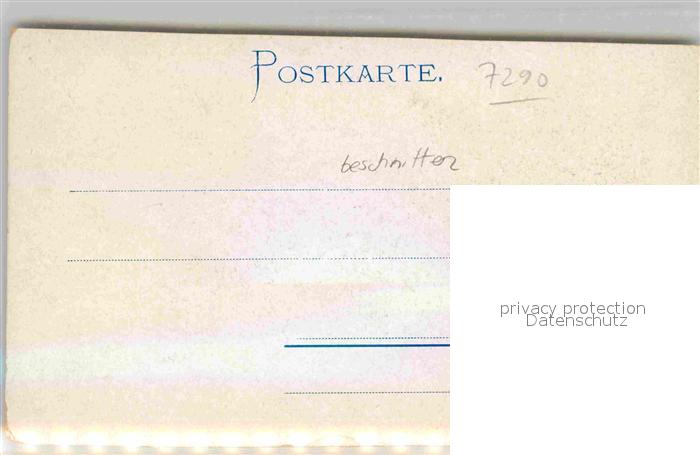 POSTKARTE. 7290
beschnitten
privacy protection
Datenschutz